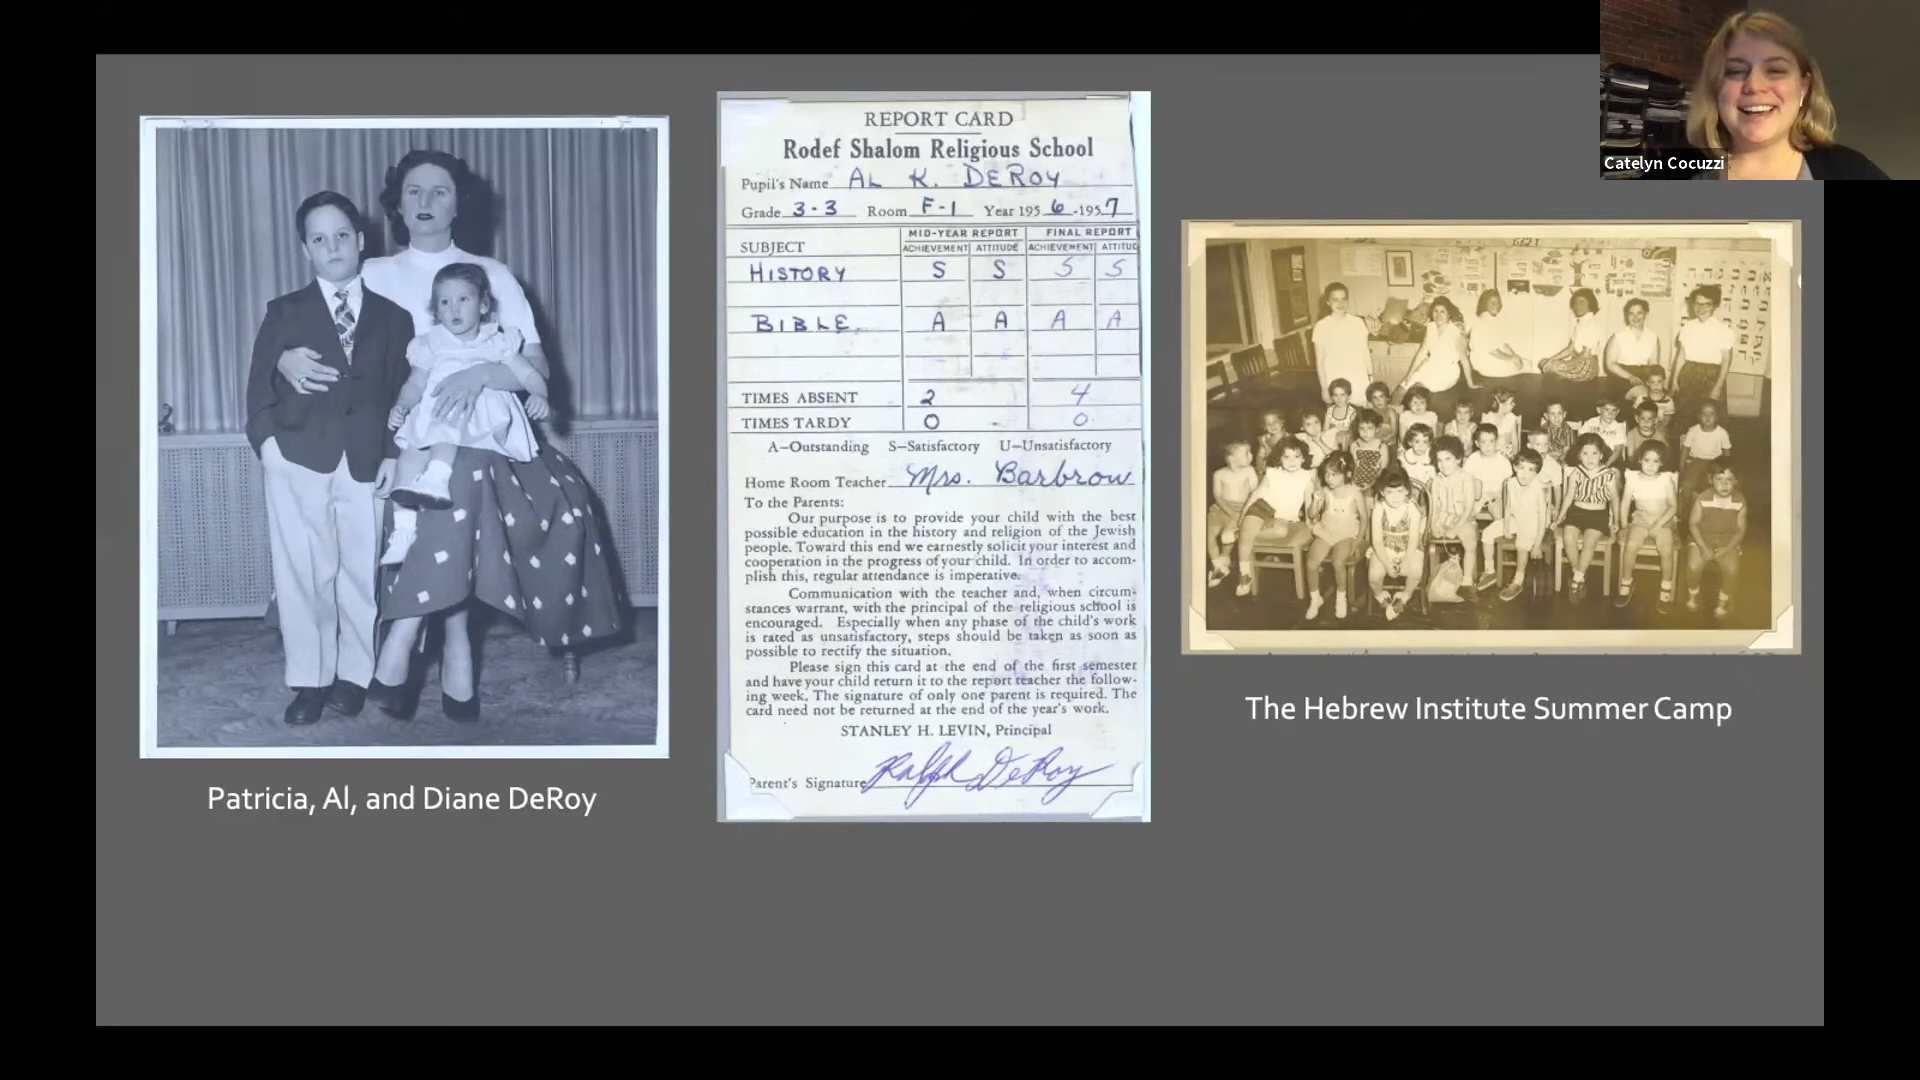 REPORT CARD
Rodef Shalom Religious School
Pupil's Name AL K. DEROY
Grade 3-3 Room F-1 Year 1956-1957
MID-YEAR REPORT FINAL REPORT
SUBJECT ACHIEVEMENT ATTITUDE ACHIEVEMENT ATTITUD
HISTORY S S S S
BIBLE A A A A
TIMES ABSENT 2 4
TIMES TARDY 0 0
A—Outstanding S—Satisfactory U—Unsatisfactory
Home Room Teacher Mrs. Barbrow
To the Parents:
Our purpose is to provide your child with the best
possible education in the history and religion of the Jewish
people. Toward this end we earnestly solicit your interest and
cooperation in the progress of your child. In order to accom-
plish this, regular attendance is imperative.
Communication with the teacher and, when circum-
stances warrant, with the principal of the religious school is
encouraged. Especially when any phase of the child's work
is rated as unsatisfactory, steps should be taken as soon as
possible to rectify the situation.
Please sign this card at the end of the first semester
and have your child return it to the report teacher the follow-
ing week. The signature of only one parent is required. The
card need not be returned at the end of the year's work.
STANLEY H. LEVIN, Principal
Parent's Signature Ralph DeRoy
Patricia, Al, and Diane DeRoy
The Hebrew Institute Summer Camp
Catelyn Cocuzzi